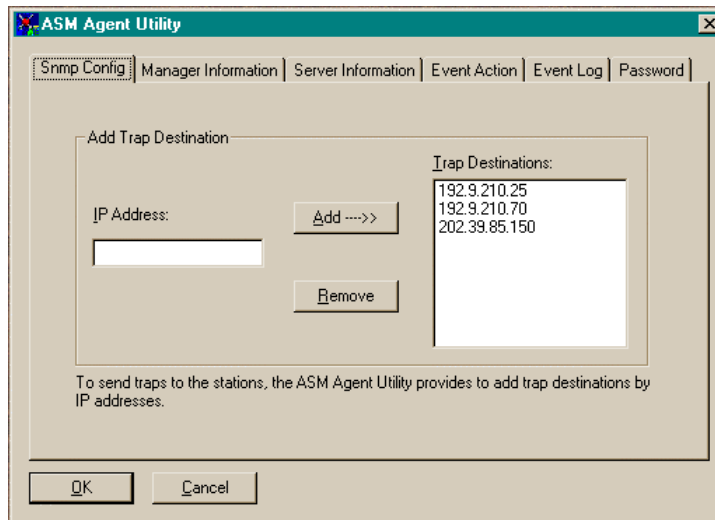 ASM Agent Utility
Snmp Config Manager Information Server Information Event Action Event Log Password
Add Trap Destination
Trap Destinations:
192.9.210.25
192.9.210.70
202.39.85.150
IP Address:
Add ---->>
Remove
To send traps to the stations, the ASM Agent Utility provides to add trap destinations by
IP addresses.
OK Cancel